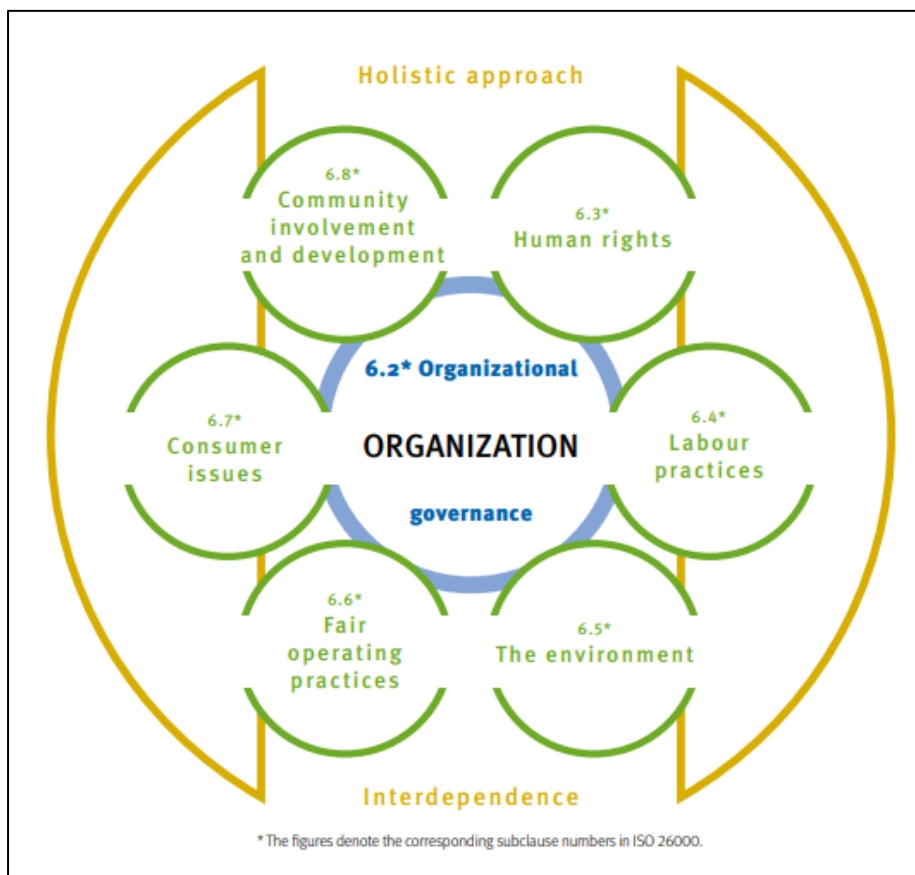 Holistic approach
6.8*
Community
involvement
and development
6.3*
Human rights
6.2* Organizational
ORGANIZATION
governance
6.7*
Consumer
issues
6.4*
Labour
practices
6.6*
Fair
operating
practices
6.5*
The environment
Interdependence
* The figures denote the corresponding subclause numbers in ISO 26000.